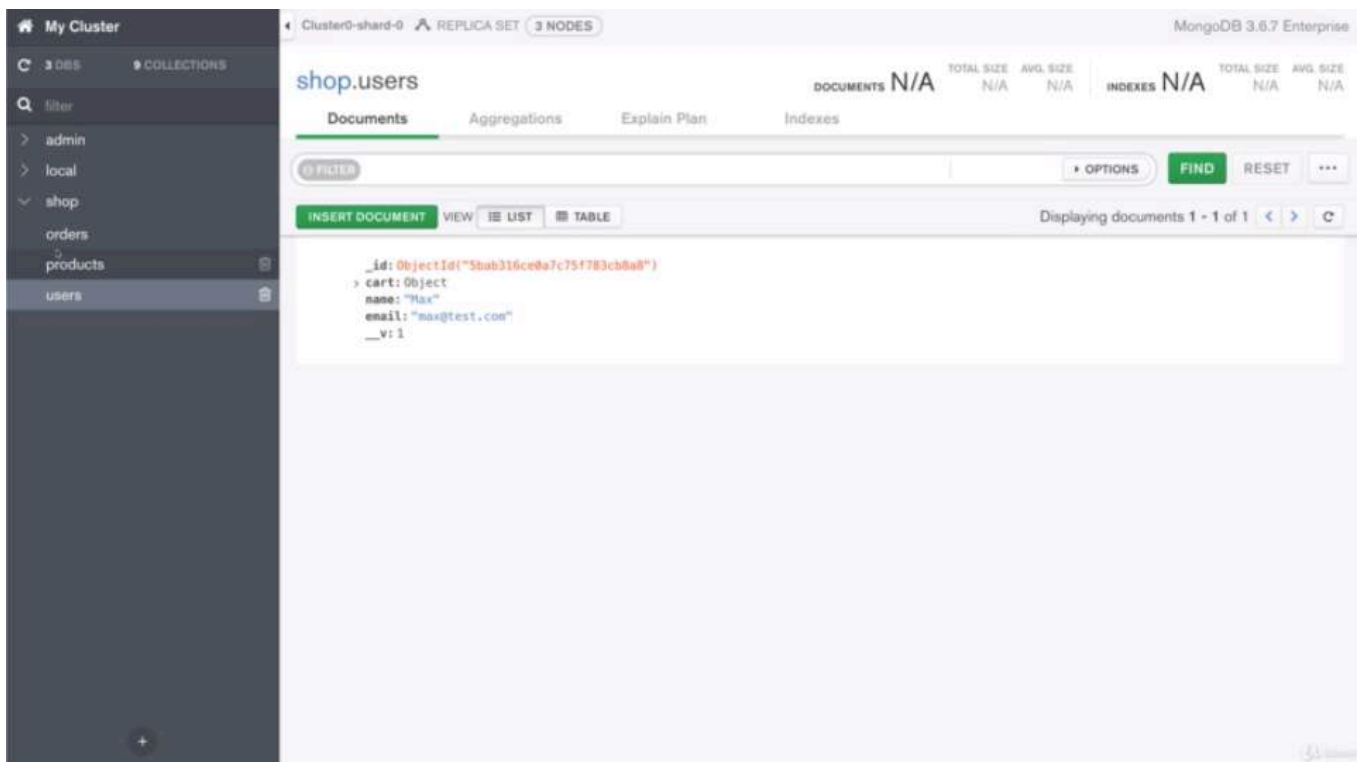 My Cluster
Cluster0-shard-0 REPLICA SET 3 NODES
MongoDB 3.6.7 Enterprise
3 DBS 9 COLLECTIONS
filter
admin
local
shop
orders
products
users
shop.users
DOCUMENTS N/A TOTAL SIZE N/A AVG. SIZE N/A INDEXES N/A TOTAL SIZE N/A AVG. SIZE N/A
Documents Aggregations Explain Plan Indexes
FILTER OPTIONS FIND RESET ...
INSERT DOCUMENT VIEW LIST TABLE Displaying documents 1 - 1 of 1
_id: ObjectId("5bab316ce0a7c75f783cb8a8")
> cart: Object
name: "Max"
email: "max@test.com"
__v: 1